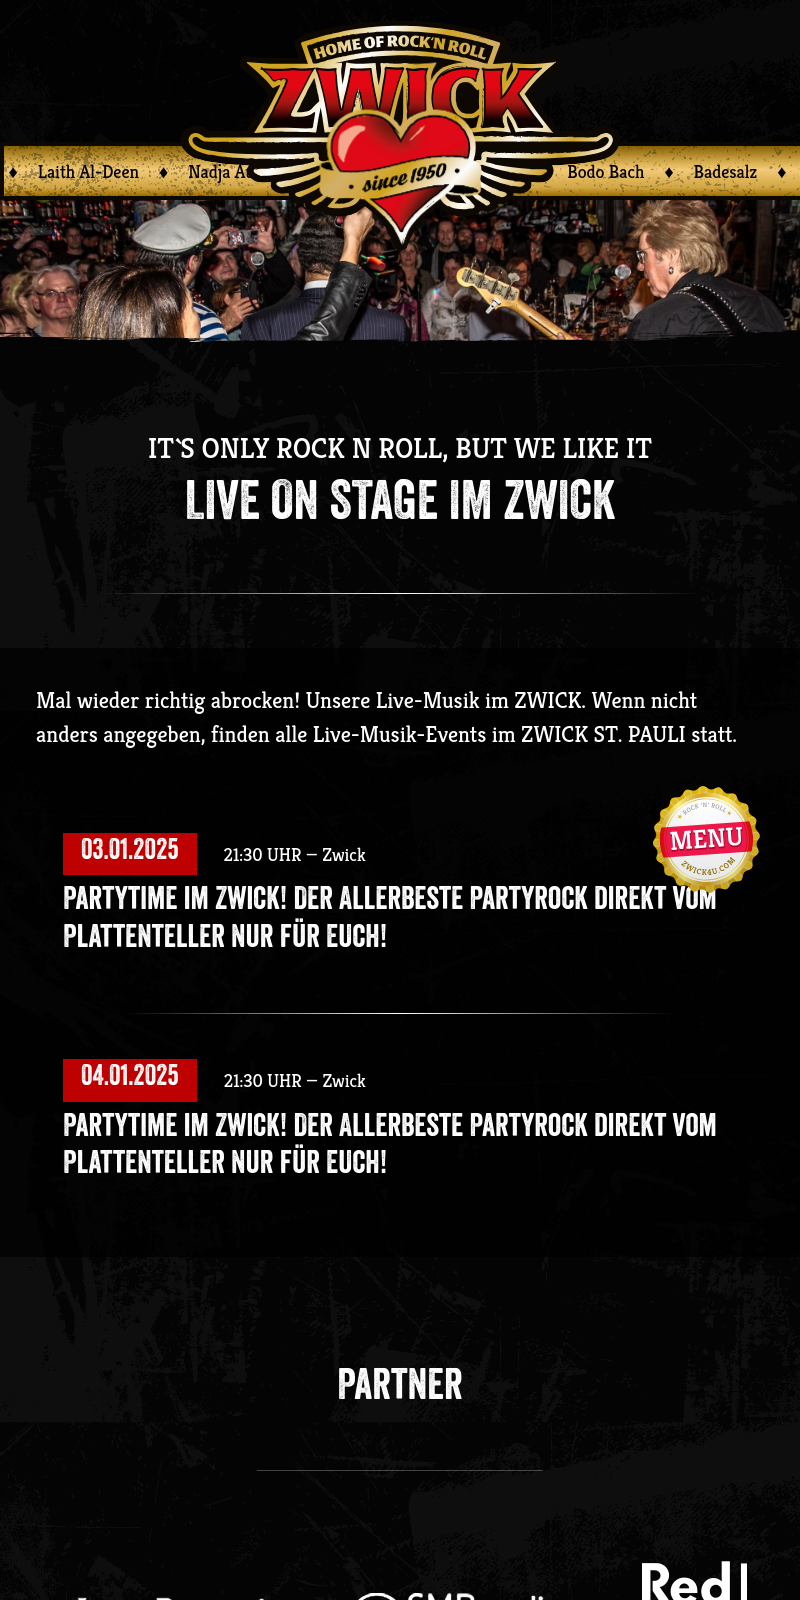 HOME OF ROCK'N ROLL
ZWICK
since 1950
♦ Laith Al-Deen ♦ Nadja Bodo Bach ♦ Badesalz ♦
IT`S ONLY ROCK N ROLL, BUT WE LIKE IT
LIVE ON STAGE IM ZWICK
Mal wieder richtig abrocken! Unsere Live-Musik im ZWICK. Wenn nicht
anders angegeben, finden alle Live-Musik-Events im ZWICK ST. PAULI statt.
ROCK 'N' ROLL
MENU
ZWICK4U.COM
03.01.2025 21:30 UHR – Zwick
PARTYTIME IM ZWICK! DER ALLERBESTE PARTYROCK DIREKT VOM
PLATTENTELLER NUR FÜR EUCH!
04.01.2025 21:30 UHR – Zwick
PARTYTIME IM ZWICK! DER ALLERBESTE PARTYROCK DIREKT VOM
PLATTENTELLER NUR FÜR EUCH!
PARTNER
Red